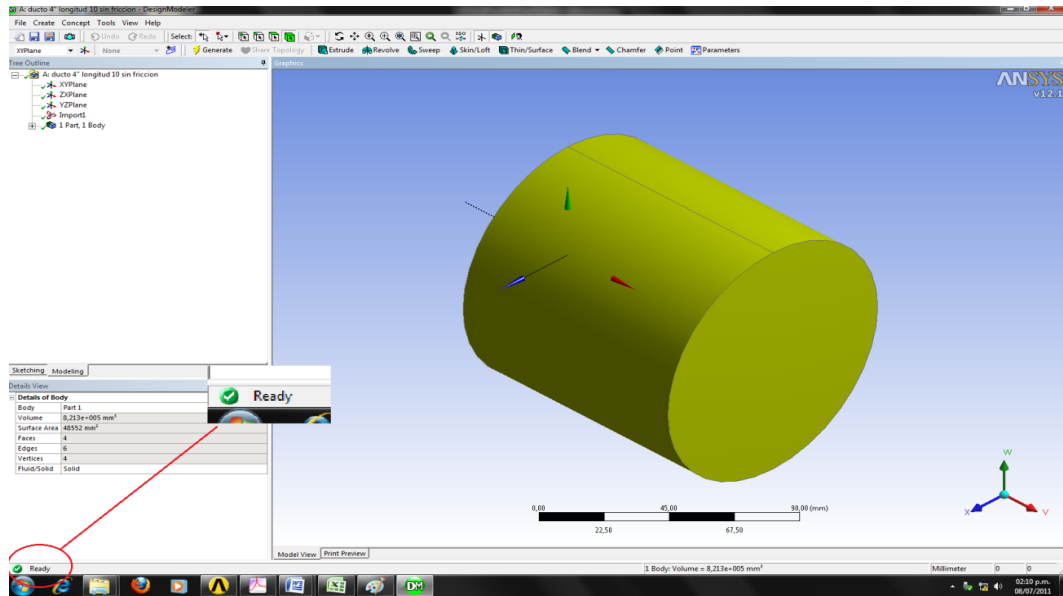 A: ducto 4" longitud 10 sin friccion - DesignModeler
File Create Concept Tools View Help
Undo Redo Select:
XYPlane None Generate Share Topology Extrude Revolve Sweep Skin/Loft Thin/Surface Blend Chamfer Point Parameters
Tree Outline
Graphics
A: ducto 4" longitud 10 sin friccion
XYPlane
ZXPlane
YZPlane
Import1
1 Part, 1 Body
ANSYS
v12.1
Sketching Modeling
Details View
Details of Body
Body Part 1
Volume 8,213e+005 mm³
Surface Area 48552 mm²
Faces 4
Edges 6
Vertices 4
Fluid/Solid Solid
Ready
W
X
V
0,00 45,00 90,00 (mm)
22,50 67,50
Model View Print Preview
Ready
1 Body: Volume = 8,213e+005 mm³
Millimeter 0 0
DM
02:10 p.m.
08/07/2011